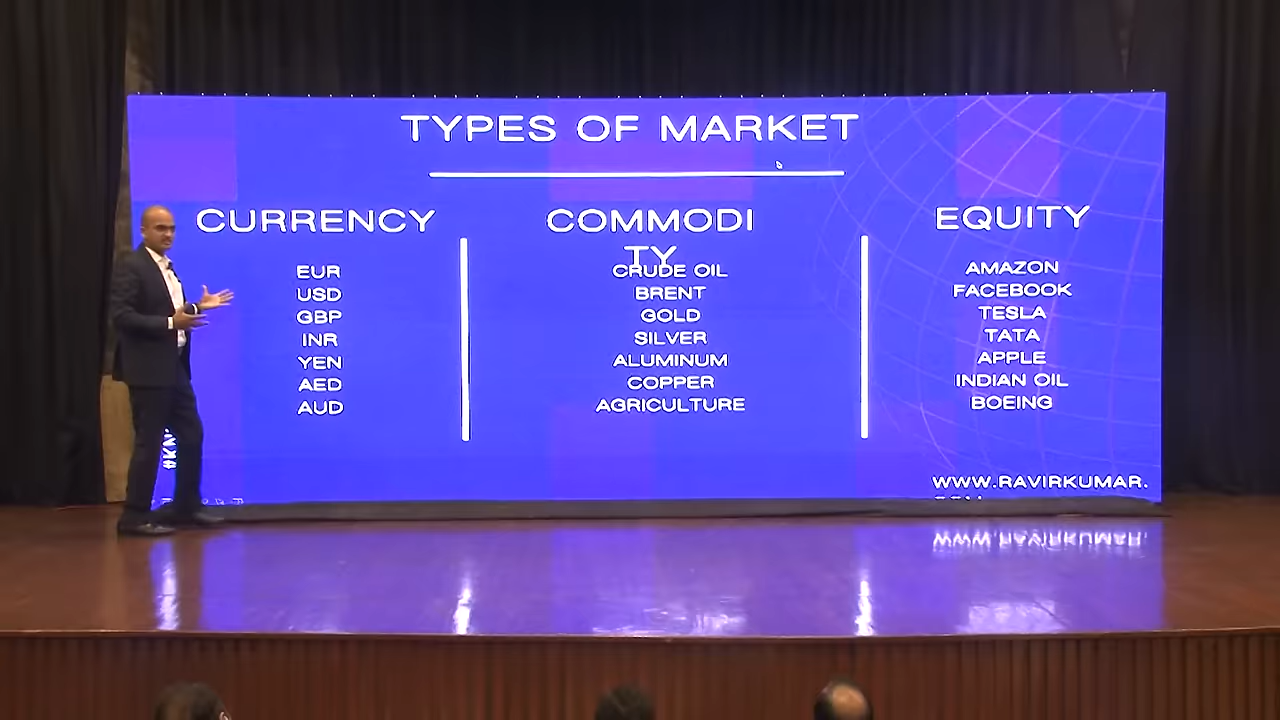 TYPES OF MARKET
CURRENCY
EUR
USD
GBP
INR
YEN
AED
AUD
COMMODI
TY
CRUDE OIL
BRENT
GOLD
SILVER
ALUMINUM
COPPER
AGRICULTURE
EQUITY
AMAZON
FACEBOOK
TESLA
TATA
APPLE
INDIAN OIL
BOEING
WWW.RAVIRKUMAR.